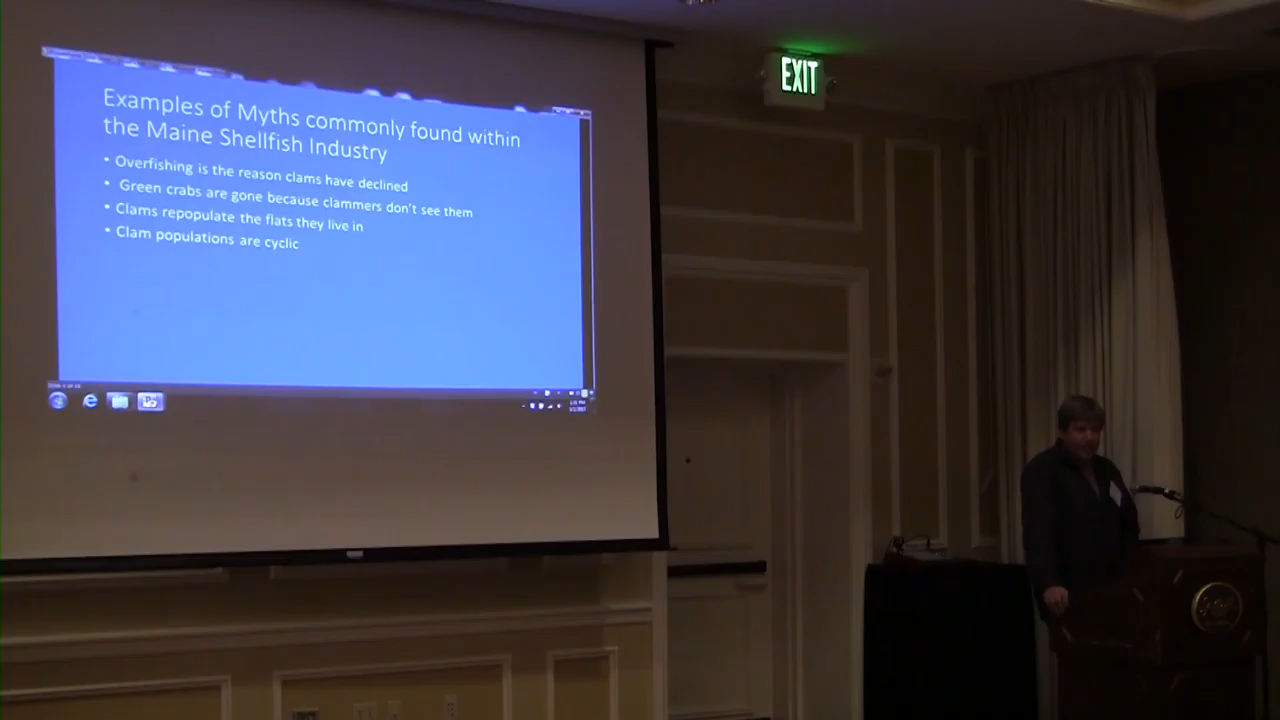 Examples of Myths commonly found within
the Maine Shellfish Industry
• Overfishing is the reason clams have declined
• Green crabs are gone because clammers don't see them
• Clams repopulate the flats they live in
• Clam populations are cyclic
EXIT